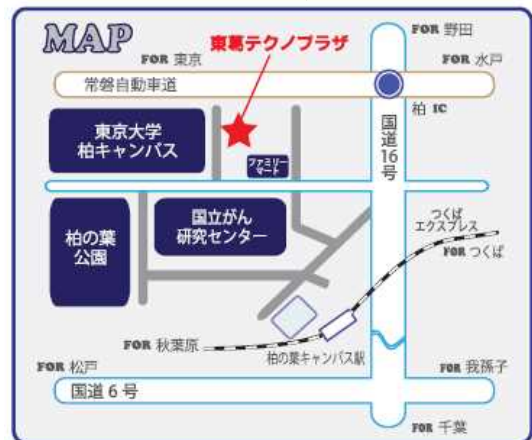 MAP
東葛テクノプラザ
FOR 野田
FOR 東京
FOR 水戸
常磐自動車道
柏 IC
東京大学
柏キャンパス
ファミリー
マート
国道16号
国立がん
研究センター
柏の葉
公園
つくば
エクスプレス
FOR つくば
FOR 秋葉原
柏の葉キャンパス駅
FOR 松戸
FOR 我孫子
国道 6 号
FOR 千葉